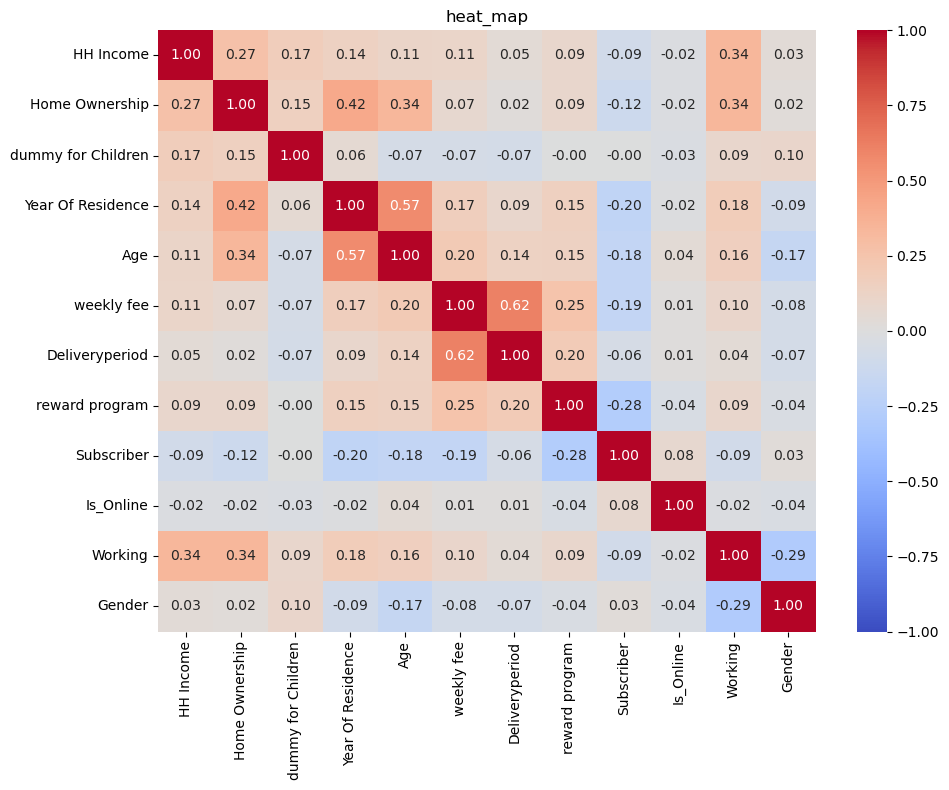 heat_map
HH Income 1.00 0.27 0.17 0.14 0.11 0.11 0.05 0.09 -0.09 -0.02 0.34 0.03
Home Ownership 0.27 1.00 0.15 0.42 0.34 0.07 0.02 0.09 -0.12 -0.02 0.34 0.02
dummy for Children 0.17 0.15 1.00 0.06 -0.07 -0.07 -0.07 -0.00 -0.00 -0.03 0.09 0.10
Year Of Residence 0.14 0.42 0.06 1.00 0.57 0.17 0.09 0.15 -0.20 -0.02 0.18 -0.09
Age 0.11 0.34 -0.07 0.57 1.00 0.20 0.14 0.15 -0.18 0.04 0.16 -0.17
weekly fee 0.11 0.07 -0.07 0.17 0.20 1.00 0.62 0.25 -0.19 0.01 0.10 -0.08
Deliveryperiod 0.05 0.02 -0.07 0.09 0.14 0.62 1.00 0.20 -0.06 0.01 0.04 -0.07
reward program 0.09 0.09 -0.00 0.15 0.15 0.25 0.20 1.00 -0.28 -0.04 0.09 -0.04
Subscriber -0.09 -0.12 -0.00 -0.20 -0.18 -0.19 -0.06 -0.28 1.00 0.08 -0.09 0.03
Is_Online -0.02 -0.02 -0.03 -0.02 0.04 0.01 0.01 -0.04 0.08 1.00 -0.02 -0.04
Working 0.34 0.34 0.09 0.18 0.16 0.10 0.04 0.09 -0.09 -0.02 1.00 -0.29
Gender 0.03 0.02 0.10 -0.09 -0.17 -0.08 -0.07 -0.04 0.03 -0.04 -0.29 1.00
HH Income
Home Ownership
dummy for Children
Year Of Residence
Age
weekly fee
Deliveryperiod
reward program
Subscriber
Is_Online
Working
Gender
1.00
0.75
0.50
0.25
0.00
−0.25
−0.50
−0.75
−1.00